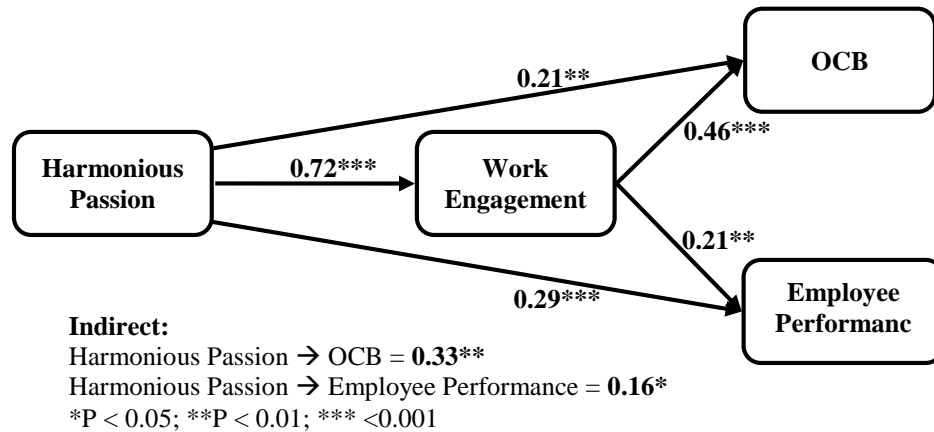 OCB
0.21**
0.46***
Harmonious
Passion
0.72***
Work
Engagement
0.21**
0.29***
Employee
Performanc
Indirect:
Harmonious Passion → OCB = 0.33**
Harmonious Passion → Employee Performance = 0.16*
*P < 0.05; **P < 0.01; *** <0.001